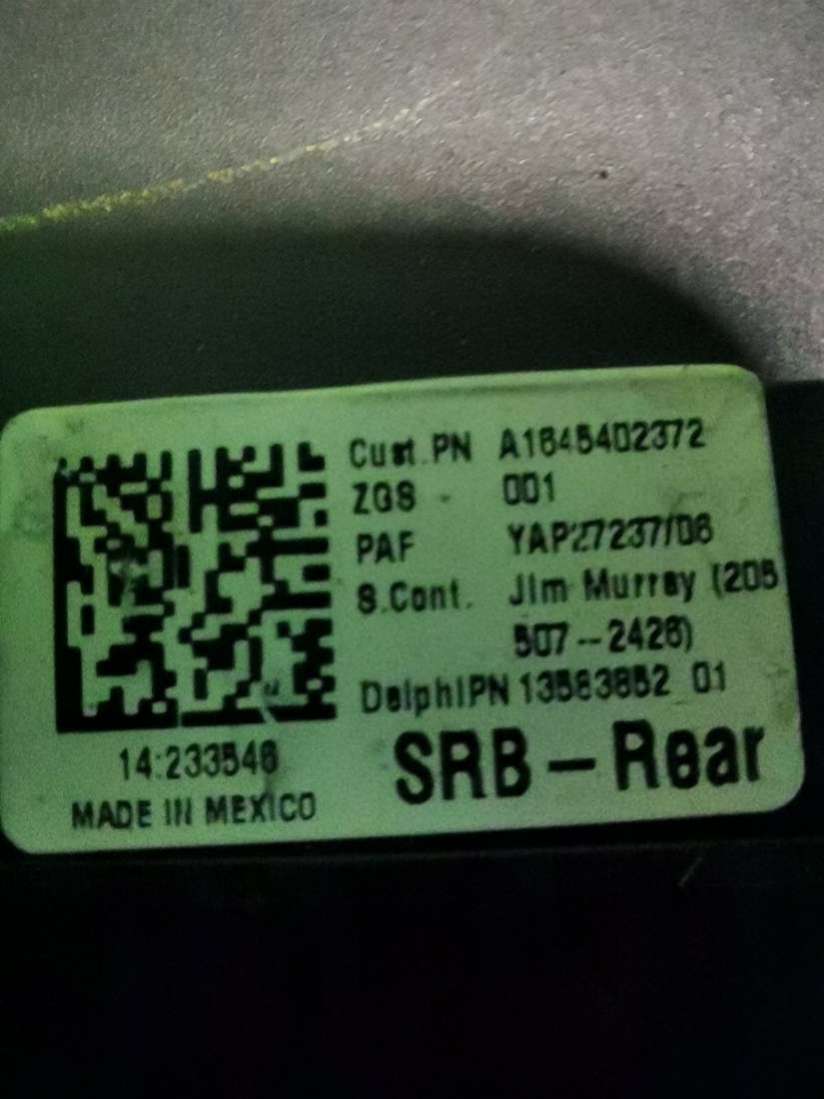 Cust.PN A1645402372
ZGS - 001
PAF YAP27237/06
S.Cont. Jim Murray (205
507--2426)
DelphiPN 13583852 01
SRB-Rear
14:233546
MADE IN MEXICO